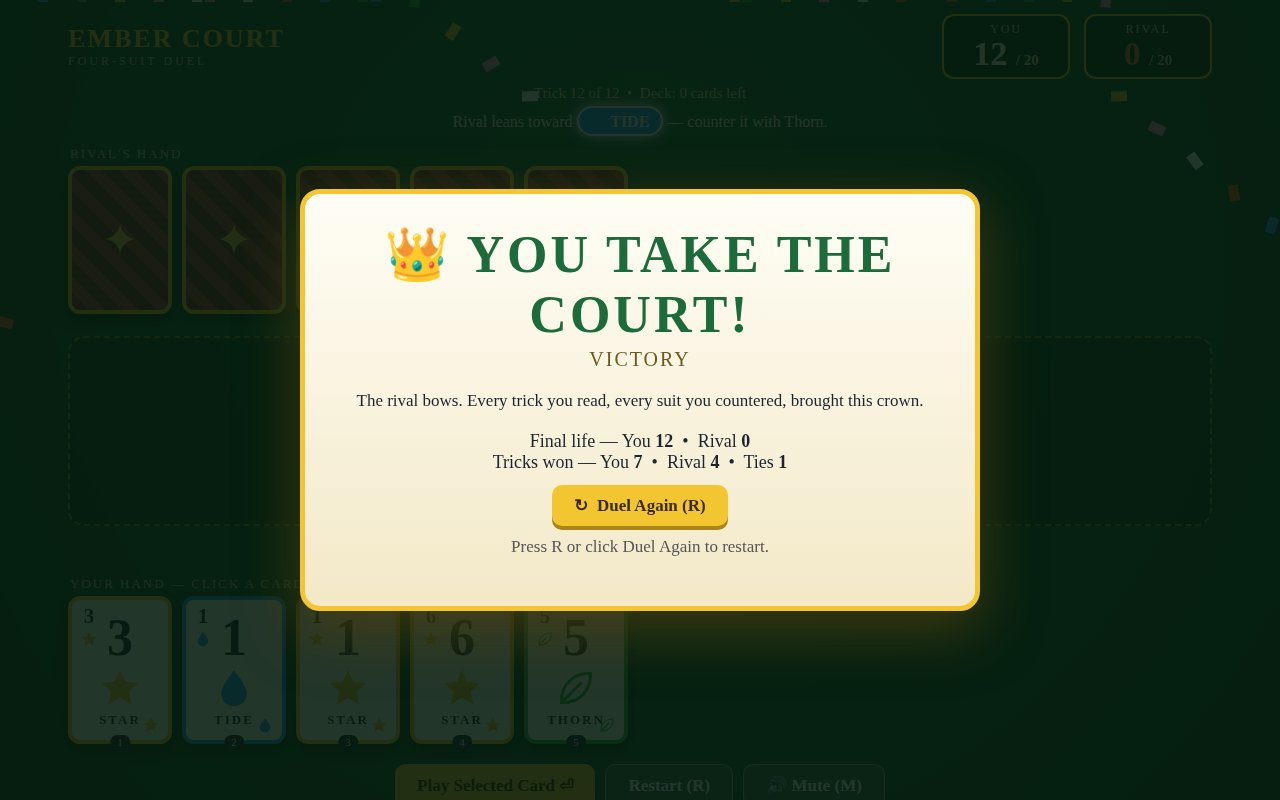 EMBER COURT
FOUR-SUIT DUEL
YOU
12 / 20
RIVAL
0 / 20
Trick 12 of 12 • Deck: 0 cards left
Rival leans toward TIDE — counter it with Thorn.
RIVAL'S HAND
👑 YOU TAKE THE
COURT!
VICTORY
The rival bows. Every trick you read, every suit you countered, brought this crown.
Final life — You 12 • Rival 0
Tricks won — You 7 • Rival 4 • Ties 1
↻ Duel Again (R)
Press R or click Duel Again to restart.
YOUR HAND — CLICK A CARD
3
3
STAR
1
1
1
TIDE
2
1
1
STAR
3
6
6
STAR
4
5
5
THORN
5
Play Selected Card ⏎
Restart (R)
🔊 Mute (M)